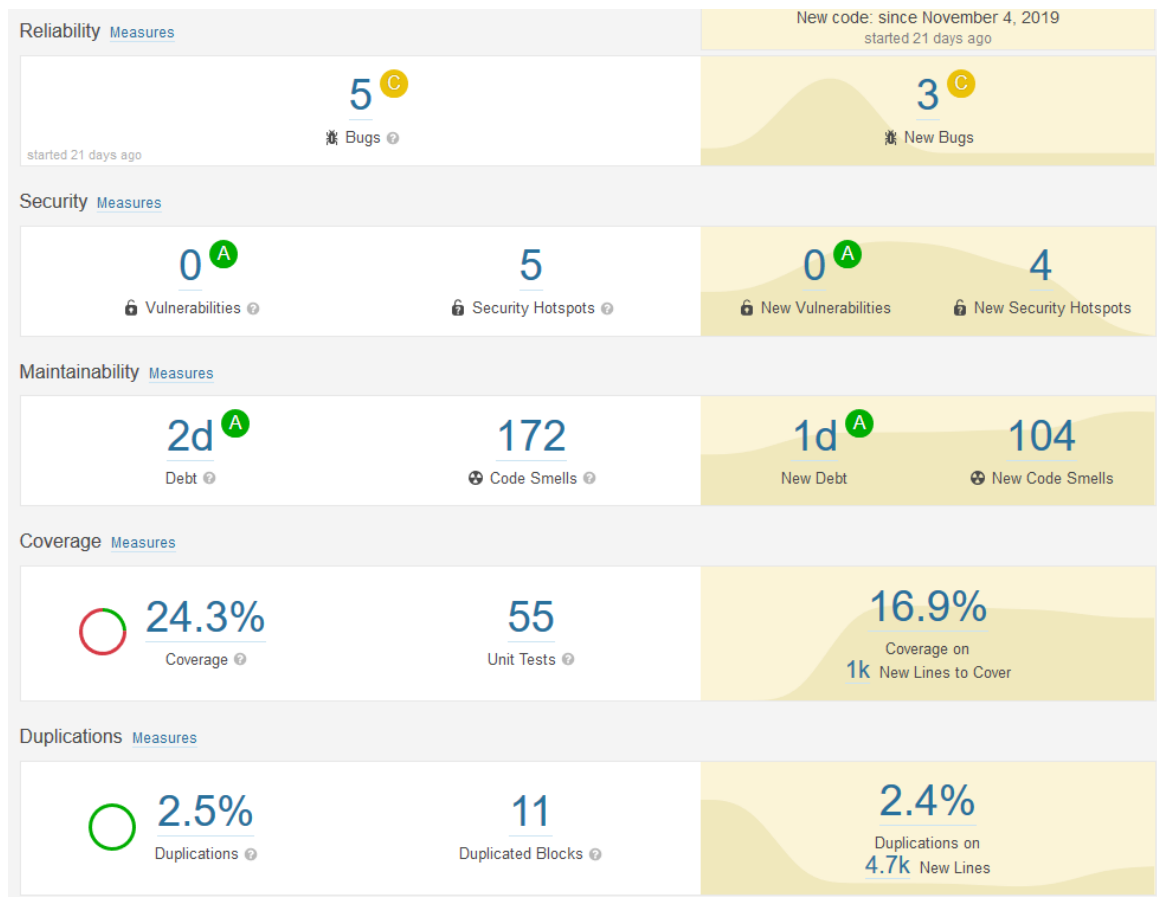 New code: since November 4, 2019
started 21 days ago
Reliability Measures
5 C
Bugs ?
started 21 days ago
3 C
New Bugs
Security Measures
0 A
Vulnerabilities ?
5
Security Hotspots ?
0 A
New Vulnerabilities
4
New Security Hotspots
Maintainability Measures
2d A
Debt ?
172
Code Smells ?
1d A
New Debt
104
New Code Smells
Coverage Measures
24.3%
Coverage ?
55
Unit Tests ?
16.9%
Coverage on
1k New Lines to Cover
Duplications Measures
2.5%
Duplications ?
11
Duplicated Blocks ?
2.4%
Duplications on
4.7k New Lines